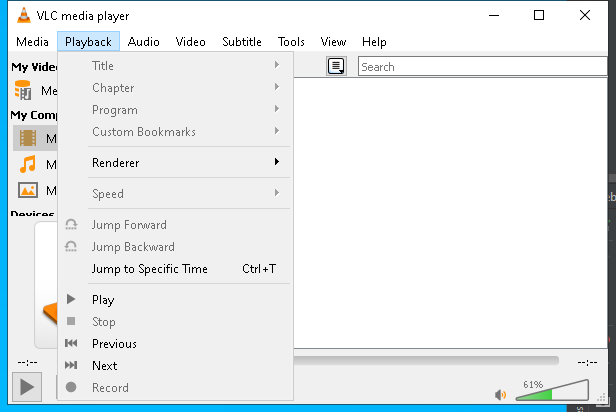 VLC media player
Media Playback Audio Video Subtitle Tools View Help
My Vide
Search
Me
My Comp
M
M
M
Devices
Title
Chapter
Program
Custom Bookmarks
Renderer
Speed
Jump Forward
Jump Backward
Jump to Specific Time Ctrl+T
Play
Stop
Previous
Next
Record
--:-- --:--
61%